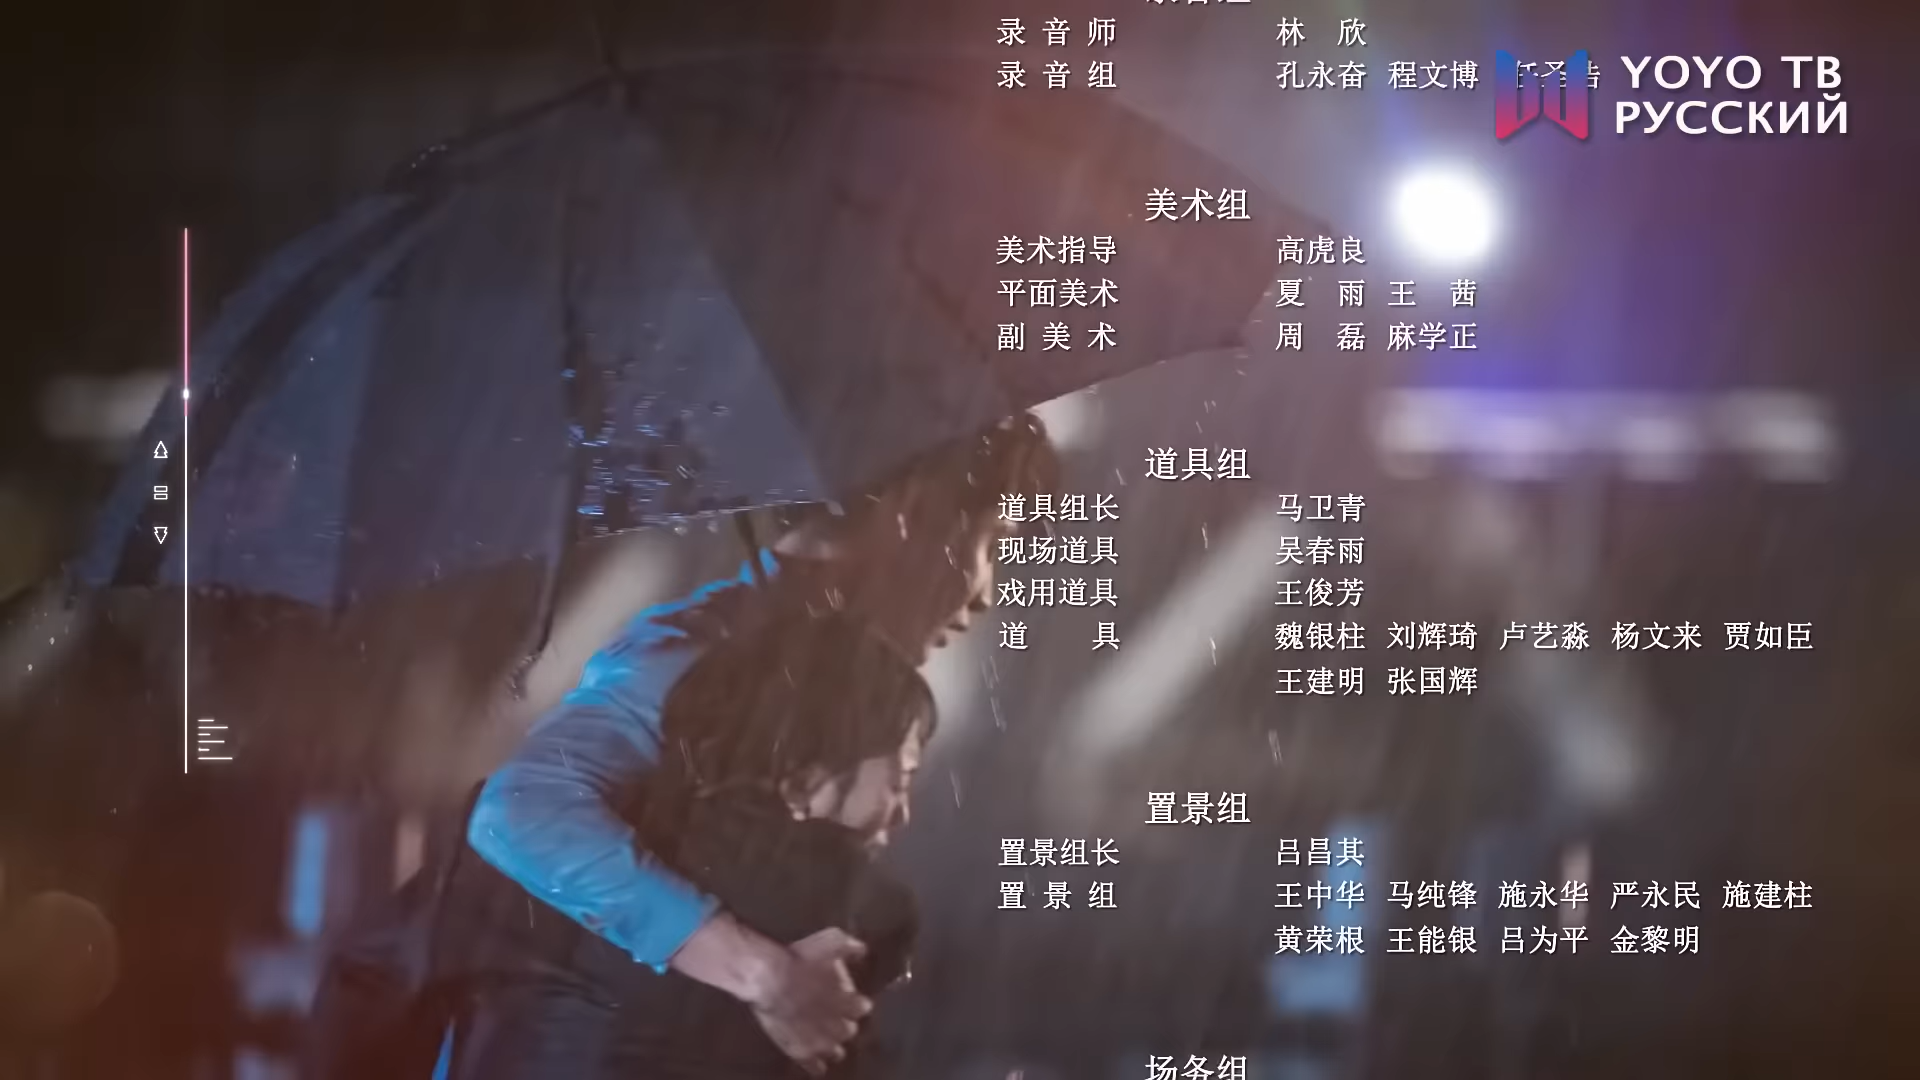 录音师 林欣
录音组 孔永奋 程文博
YOYO ТВ
РУССКИЙ
美术组
美术指导 高虎良
平面美术 夏雨 王茜
副美术 周磊 麻学正
道具组
道具组长 马卫青
现场道具 吴春雨
戏用道具 王俊芳
道具 魏银柱 刘辉琦 卢艺淼 杨文来 贾如臣
王建明 张国辉
置景组
置景组长 吕昌其
置景组 王中华 马纯锋 施永华 严永民 施建柱
黄荣根 王能银 吕为平 金黎明
场务组